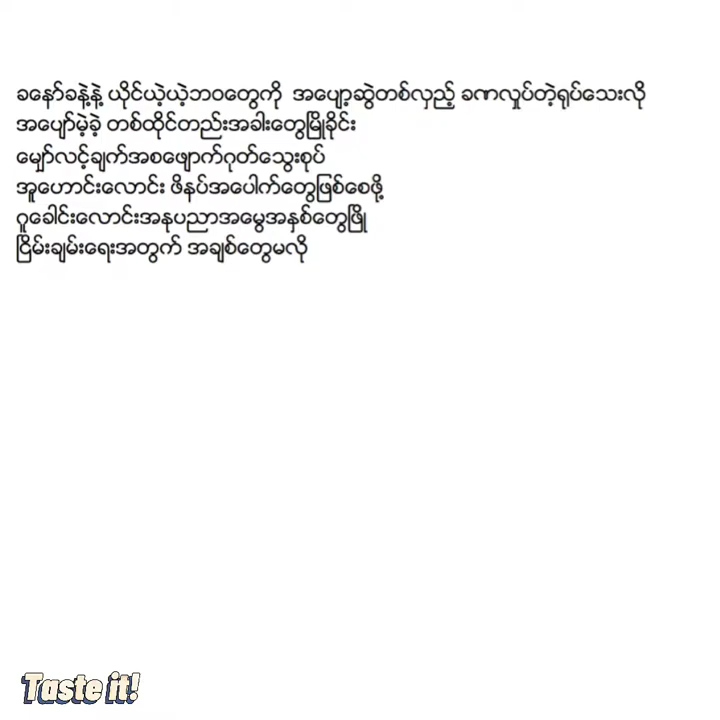 ခနော်ခနဲ့နဲ့ ယိုင်ယဲ့ယဲ့ဘဝတွေကို အပျော့ဆွဲတစ်လှည့် ခဏလှုပ်တဲ့ရုပ်သေးလို
အပျော်မဲ့ခဲ့ တစ်ထိုင်တည်းအခါးတွေမြိုခိုင်း
မျှော်လင့်ချက်အစဖျောက်ဂုတ်သွေးစုပ်
အူဟောင်းလောင်း ဖိနပ်အပေါက်တွေဖြစ်စေဖို့
ဂူခေါင်းလောင်းအနုပညာအမွေအနှစ်တွေဖြို
ငြိမ်းချမ်းရေးအတွက် အချစ်တွေမလို
Taste it!